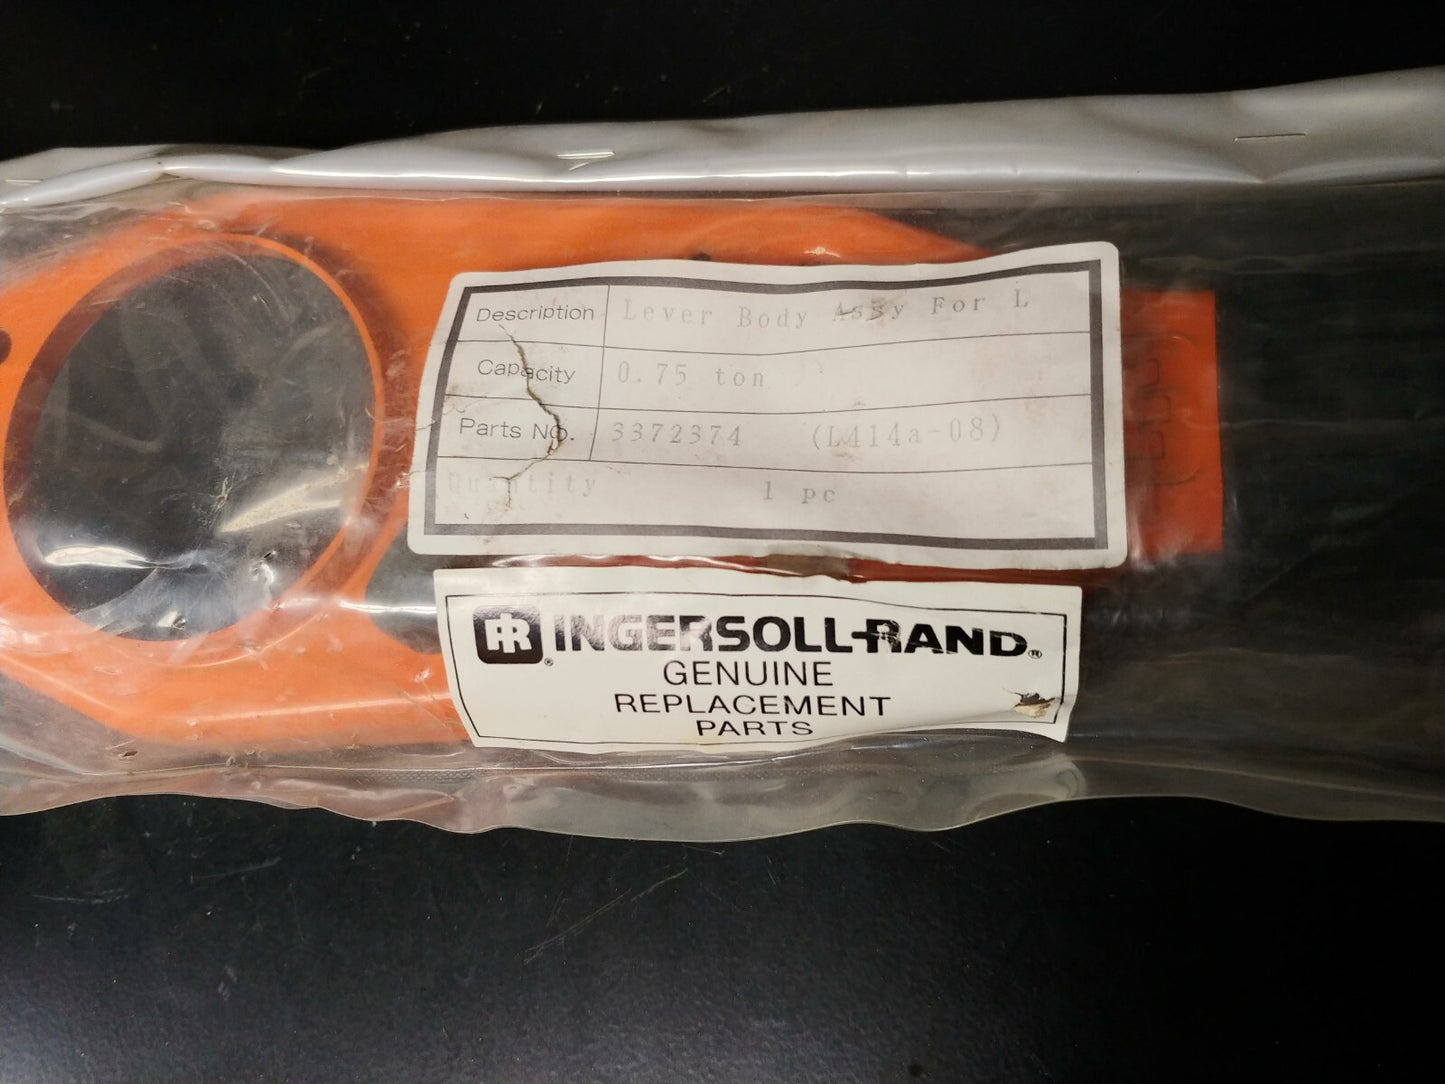 Description Lever Body Assy For L
Capacity 0.75 ton
Parts NO. 3372374 (L414a-08)
Quantity 1 pc
IR® INGERSOLL-RAND®
GENUINE
REPLACEMENT
PARTS